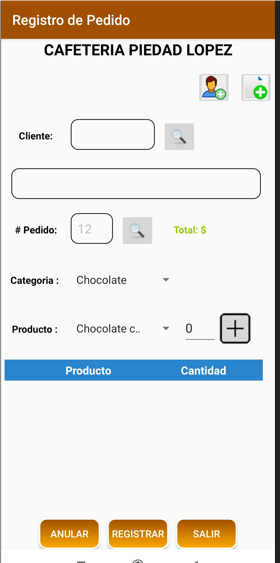 Registro de Pedido
CAFETERIA PIEDAD LOPEZ
Cliente:
# Pedido: 12 Total: $
Categoria : Chocolate
Producto : Chocolate c.. 0
Producto Cantidad
ANULAR REGISTRAR SALIR